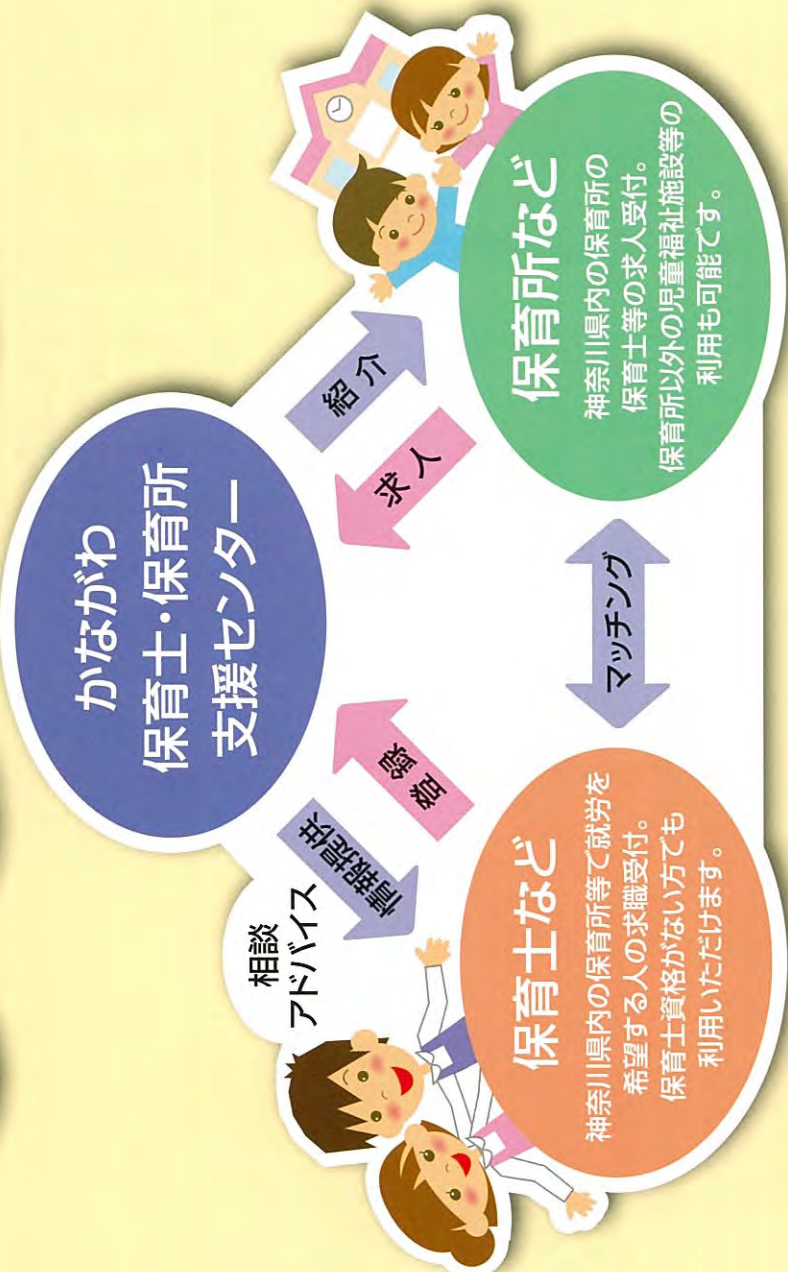 かながわ
保育士・保育所
支援センター
相談
アドバイス
情報提供
登録
求人
紹介
保育士など
神奈川県内の保育所等で就労を
希望する人の求職受付。
保育士資格がない方でも
利用いただけます。
マッチング
保育所など
神奈川県内の保育所の
保育士等の求人受付。
保育所以外の児童福祉施設等の
利用も可能です。